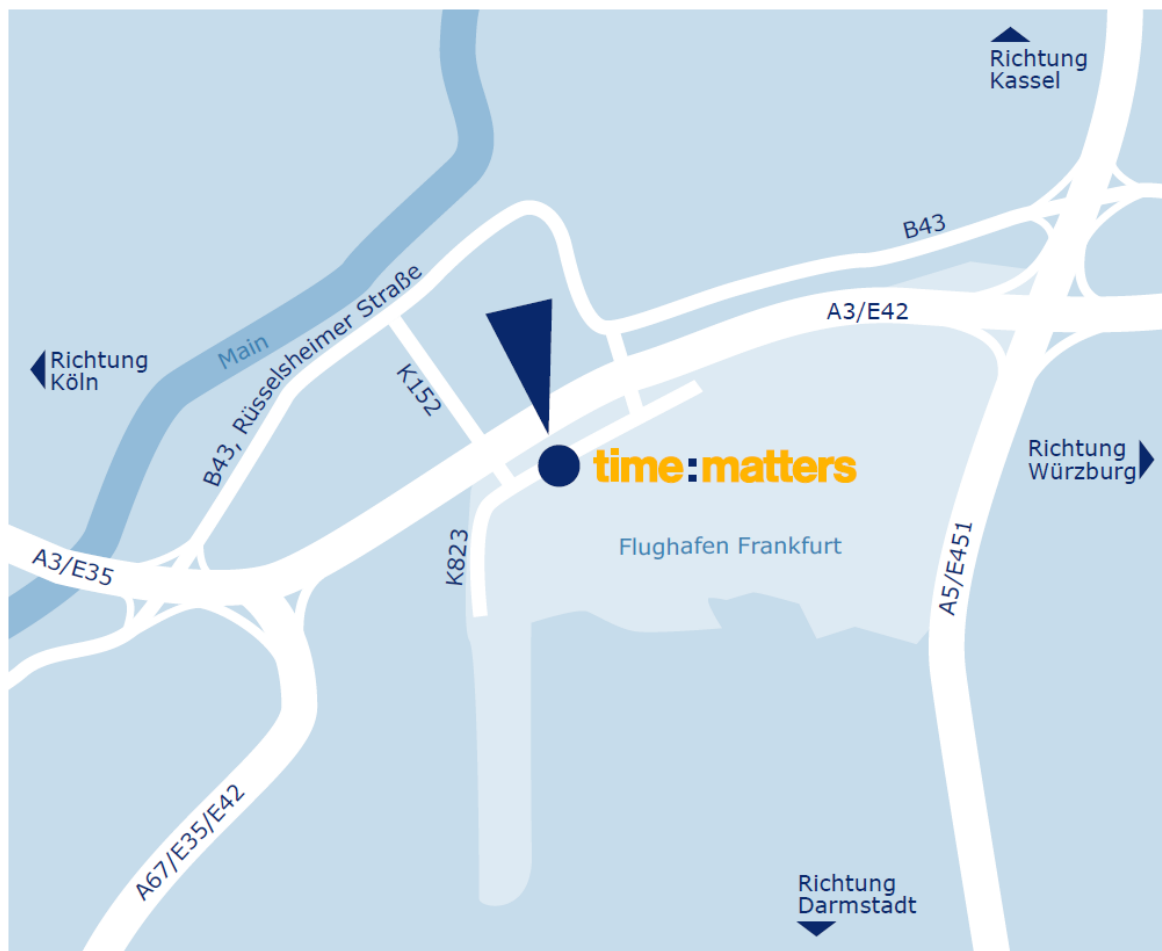 Richtung
Kassel
B43
A3/E42
Main
B43, Rüsselsheimer Straße
Richtung
Köln
K152
Richtung
Würzburg
time:matters
Flughafen Frankfurt
K823
A3/E35
A5/E451
A67/E35/E42
Richtung
Darmstadt